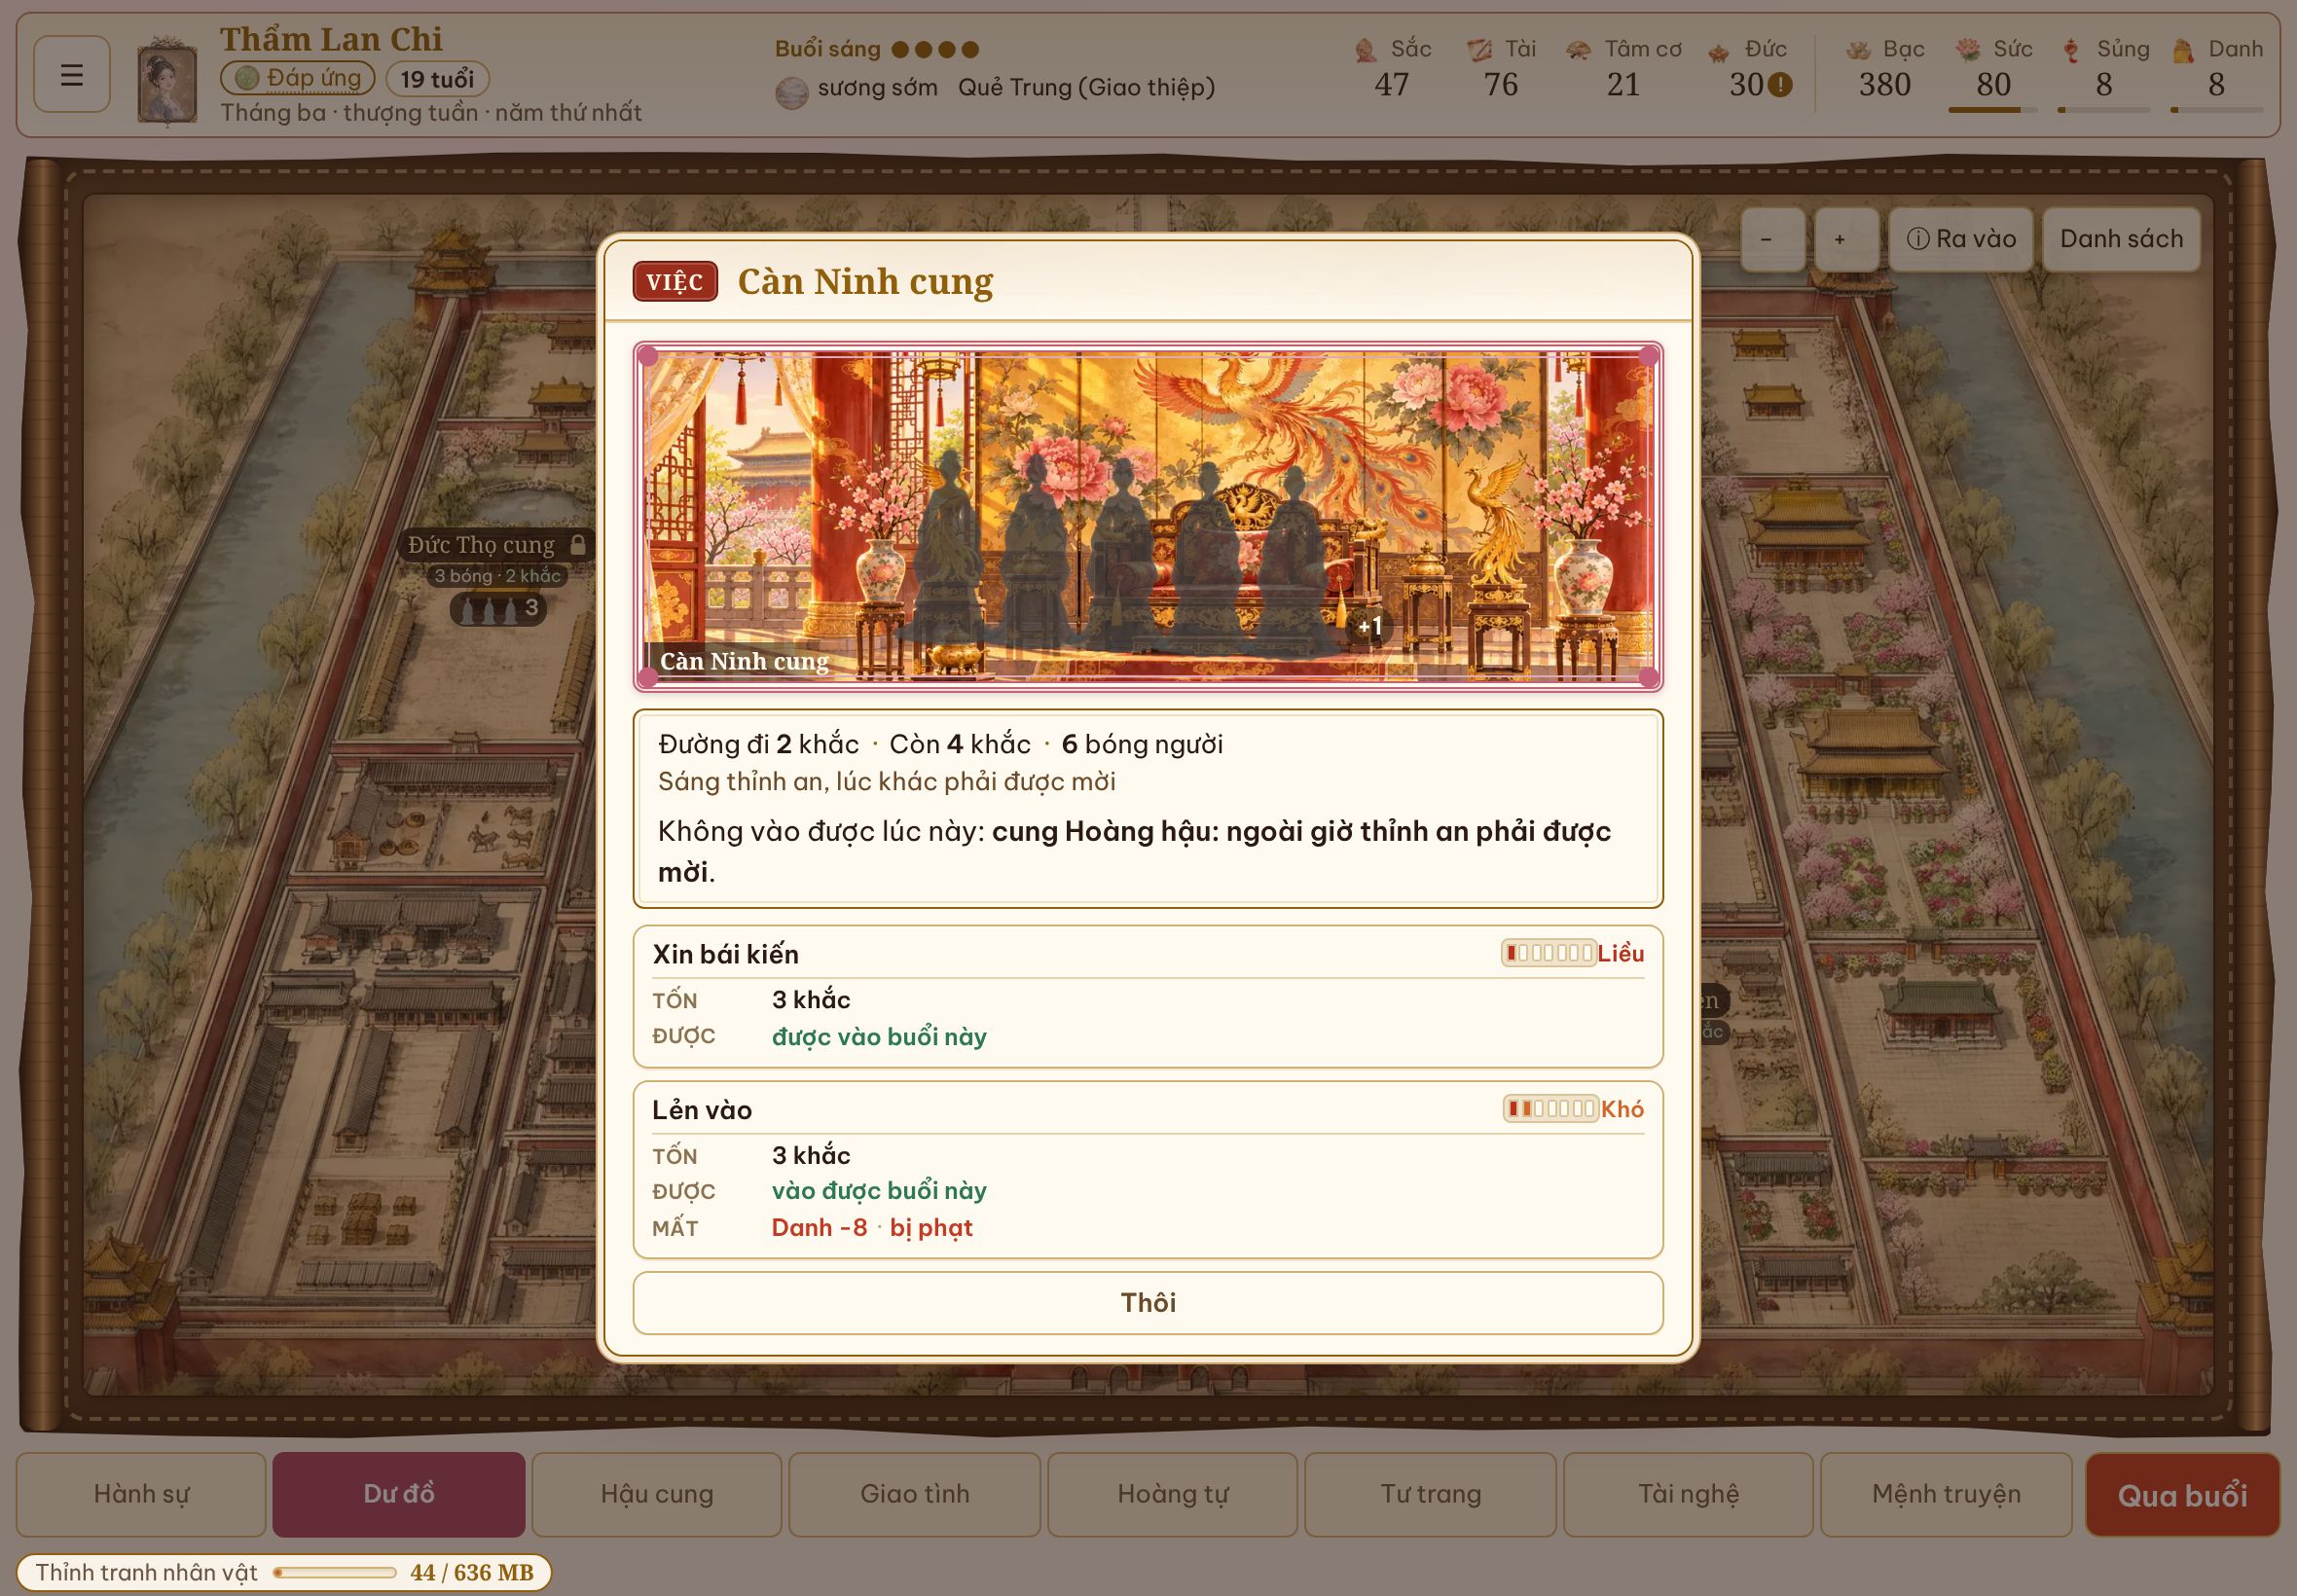 Thẩm Lan Chi
Đáp ứng 19 tuổi
Tháng ba · thượng tuần · năm thứ nhất
Buổi sáng
sương sớm Quẻ Trung (Giao thiệp)
Sắc Tài Tâm cơ Đức Bạc Sức Sủng Danh
47 76 21 30 ! 380 80 8 8
− + ⓘ Ra vào Danh sách
VIỆC Càn Ninh cung
+1
Càn Ninh cung
Đức Thọ cung
3 bóng · 2 khắc
3
Đường đi 2 khắc · Còn 4 khắc · 6 bóng người
Sáng thỉnh an, lúc khác phải được mời
Không vào được lúc này: cung Hoàng hậu: ngoài giờ thỉnh an phải được
mời.
Xin bái kiến Liều
TỐN 3 khắc
ĐƯỢC được vào buổi này
Lẻn vào Khó
TỐN 3 khắc
ĐƯỢC vào được buổi này
MẤT Danh -8 · bị phạt
Thôi
Hành sự Dư đồ Hậu cung Giao tình Hoàng tự Tư trang Tài nghệ Mệnh truyện Qua buổi
Thỉnh tranh nhân vật 44 / 636 MB